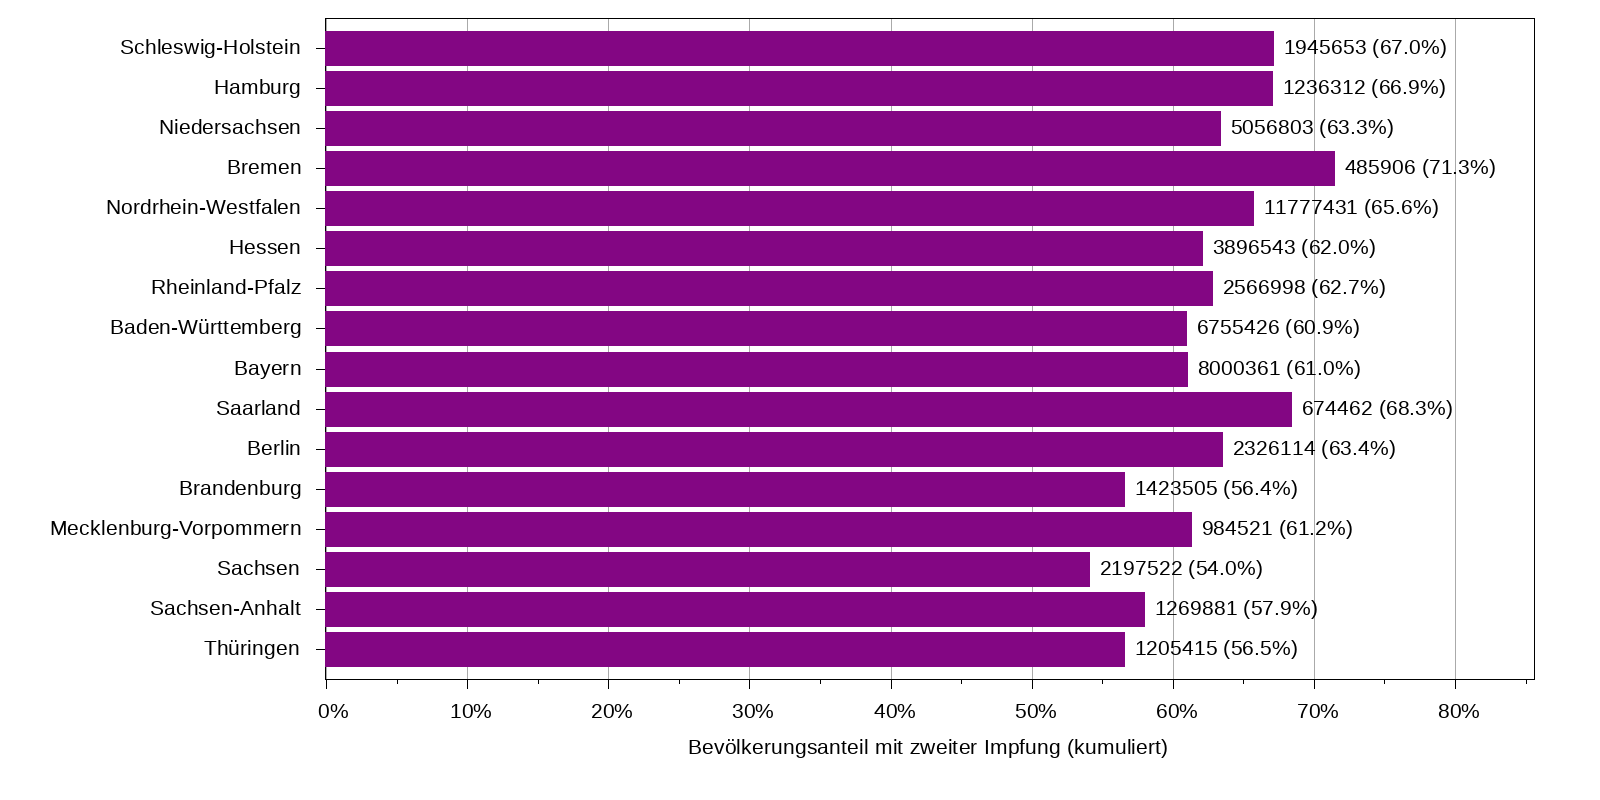 Schleswig-Holstein 1945653 (67.0%)
Hamburg 1236312 (66.9%)
Niedersachsen 5056803 (63.3%)
Bremen 485906 (71.3%)
Nordrhein-Westfalen 11777431 (65.6%)
Hessen 3896543 (62.0%)
Rheinland-Pfalz 2566998 (62.7%)
Baden-Württemberg 6755426 (60.9%)
Bayern 8000361 (61.0%)
Saarland 674462 (68.3%)
Berlin 2326114 (63.4%)
Brandenburg 1423505 (56.4%)
Mecklenburg-Vorpommern 984521 (61.2%)
Sachsen 2197522 (54.0%)
Sachsen-Anhalt 1269881 (57.9%)
Thüringen 1205415 (56.5%)
0% 10% 20% 30% 40% 50% 60% 70% 80%
Bevölkerungsanteil mit zweiter Impfung (kumuliert)